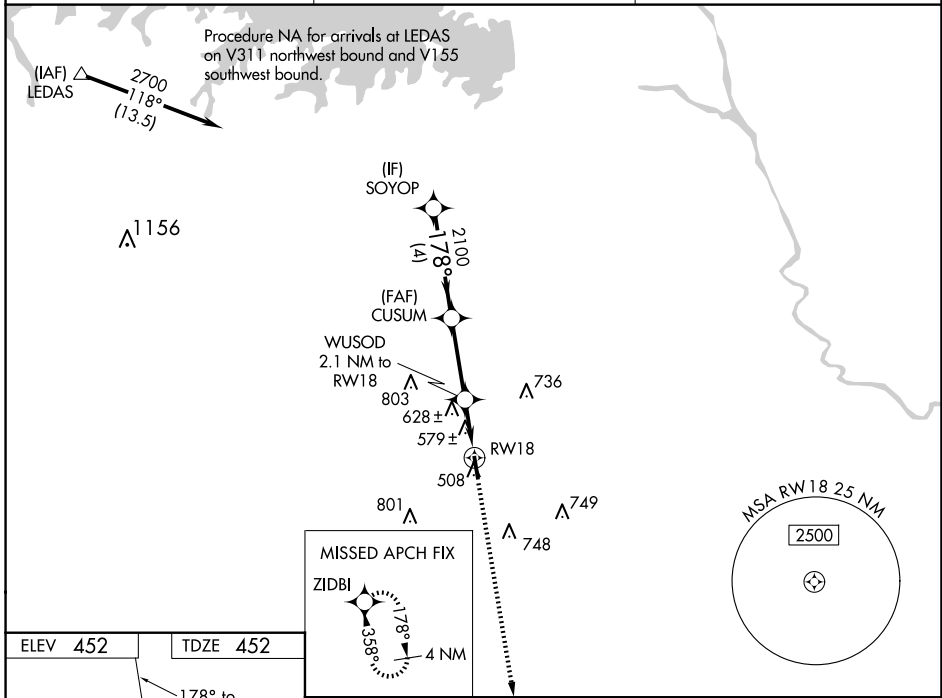 Procedure NA for arrivals at LEDAS
on V311 northwest bound and V155
southwest bound.
(IAF)
LEDAS
2700
118°
(13.5)
(IF)
SOYOP
1156
2100
178°
(4)
(FAF)
CUSUM
WUSOD
2.1 NM to
RW18
803
736
628 ±
579 ±
RW18
508
801
749
748
MSA RW18 25 NM
2500
MISSED APCH FIX
ZIDBI
178°
358°
4 NM
ELEV 452
TDZE 452
178° to